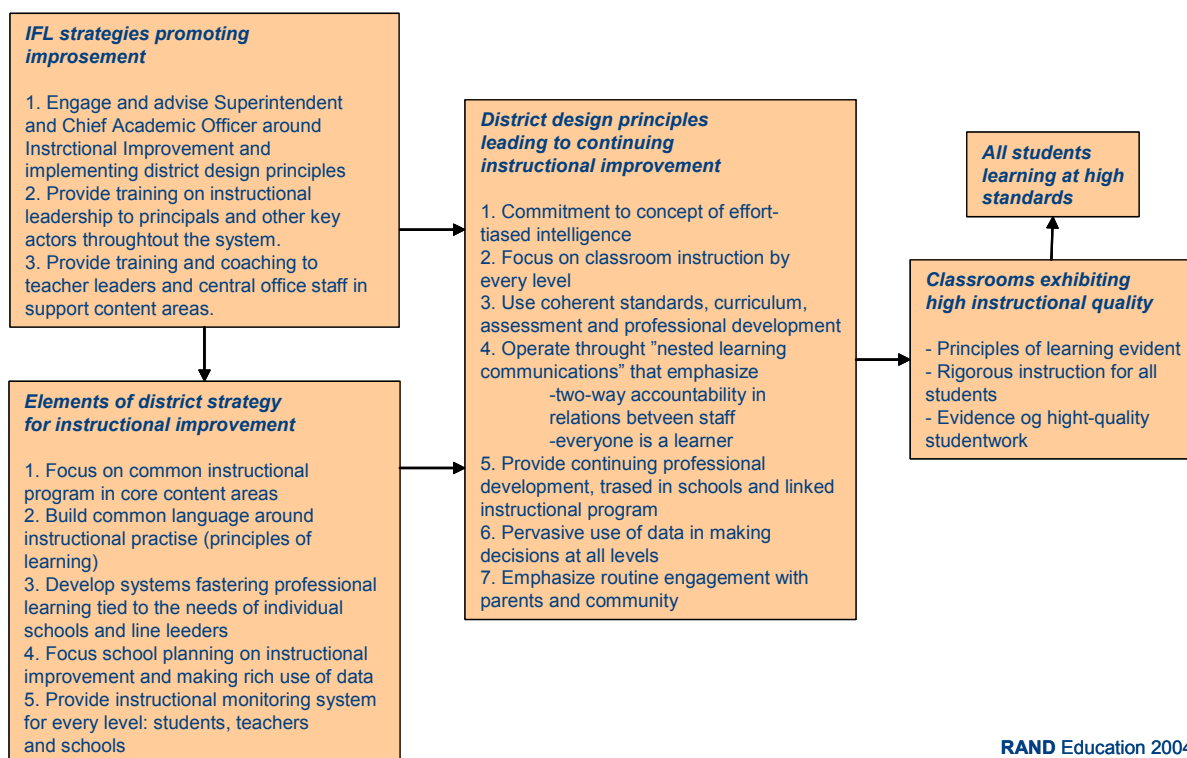 IFL strategies promoting
improsement
1. Engage and advise Superintendent
and Chief Academic Officer around
Instrctional Improvement and
implementing district design principles
2. Provide training on instructional
leadership to principals and other key
actors throughtout the system.
3. Provide training and coaching to
teacher leaders and central office staff in
support content areas.
Elements of district strategy
for instructional improvement
1. Focus on common instructional
program in core content areas
2. Build common language around
instructional practise (principles of
learning)
3. Develop systems fastering professional
learning tied to the needs of individual
schools and line leeders
4. Focus school planning on instructional
improvement and making rich use of data
5. Provide instructional monitoring system
for every level: students, teachers
and schools
District design principles
leading to continuing
instructional improvement
1. Commitment to concept of effort-
tiased intelligence
2. Focus on classroom instruction by
every level
3. Use coherent standards, curriculum,
assessment and professional development
4. Operate throught ”nested learning
communications” that emphasize
-two-way accountability in
relations between staff
-everyone is a learner
5. Provide continuing professional
development, trased in schools and linked
instructional program
6. Pervasive use of data in making
decisions at all levels
7. Emphasize routine engagement with
parents and community
All students
learning at high
standards
Classrooms exhibiting
high instructional quality
- Principles of learning evident
- Rigorous instruction for all
students
- Evidence og hight-quality
studentwork
RAND Education 2004